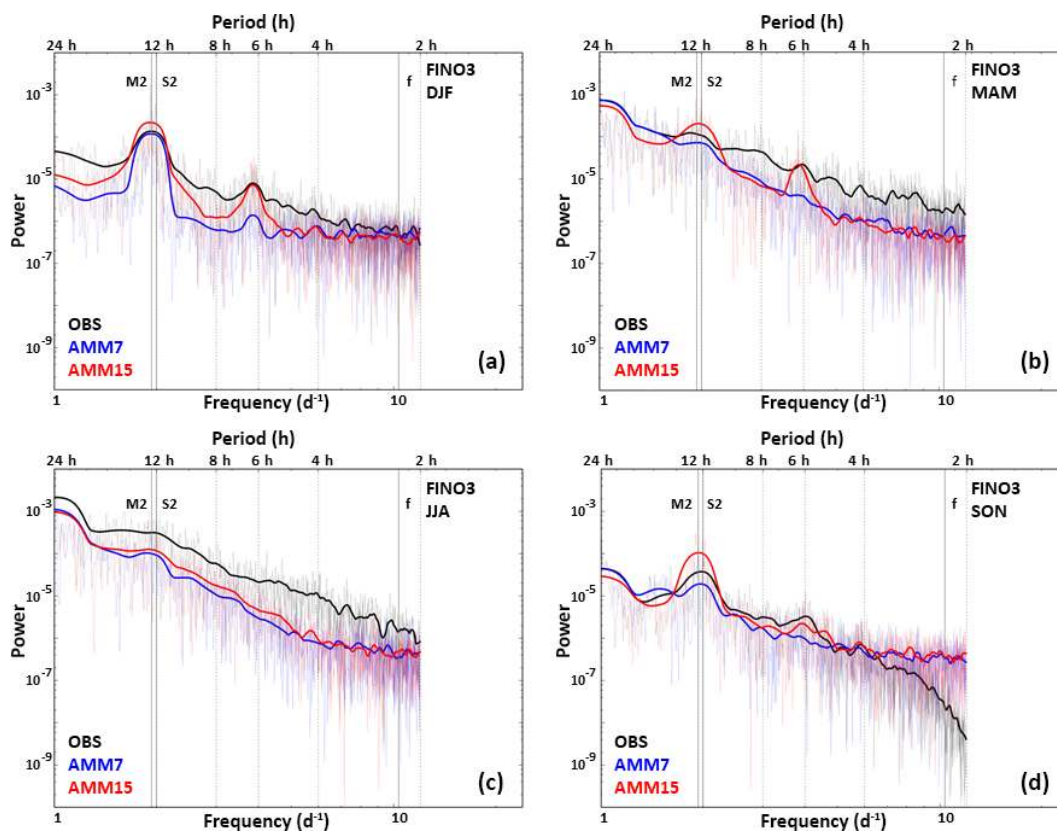 Period (h)
24 h 12 h 8 h 6 h 4 h 2 h
M2 S2 f FINO3
DJF
10⁻³
10⁻⁵
10⁻⁷
10⁻⁹
Power
OBS
AMM7
AMM15
(a)
1 10
Frequency (d⁻¹)
Period (h)
24 h 12 h 8 h 6 h 4 h 2 h
M2 S2 f FINO3
MAM
10⁻³
10⁻⁵
10⁻⁷
10⁻⁹
Power
OBS
AMM7
AMM15
(b)
1 10
Frequency (d⁻¹)
Period (h)
24 h 12 h 8 h 6 h 4 h 2 h
M2 S2 f FINO3
JJA
10⁻³
10⁻⁵
10⁻⁷
10⁻⁹
Power
OBS
AMM7
AMM15
(c)
1 10
Frequency (d⁻¹)
Period (h)
24 h 12 h 8 h 6 h 4 h 2 h
M2 S2 f FINO3
SON
10⁻³
10⁻⁵
10⁻⁷
10⁻⁹
Power
OBS
AMM7
AMM15
(d)
1 10
Frequency (d⁻¹)